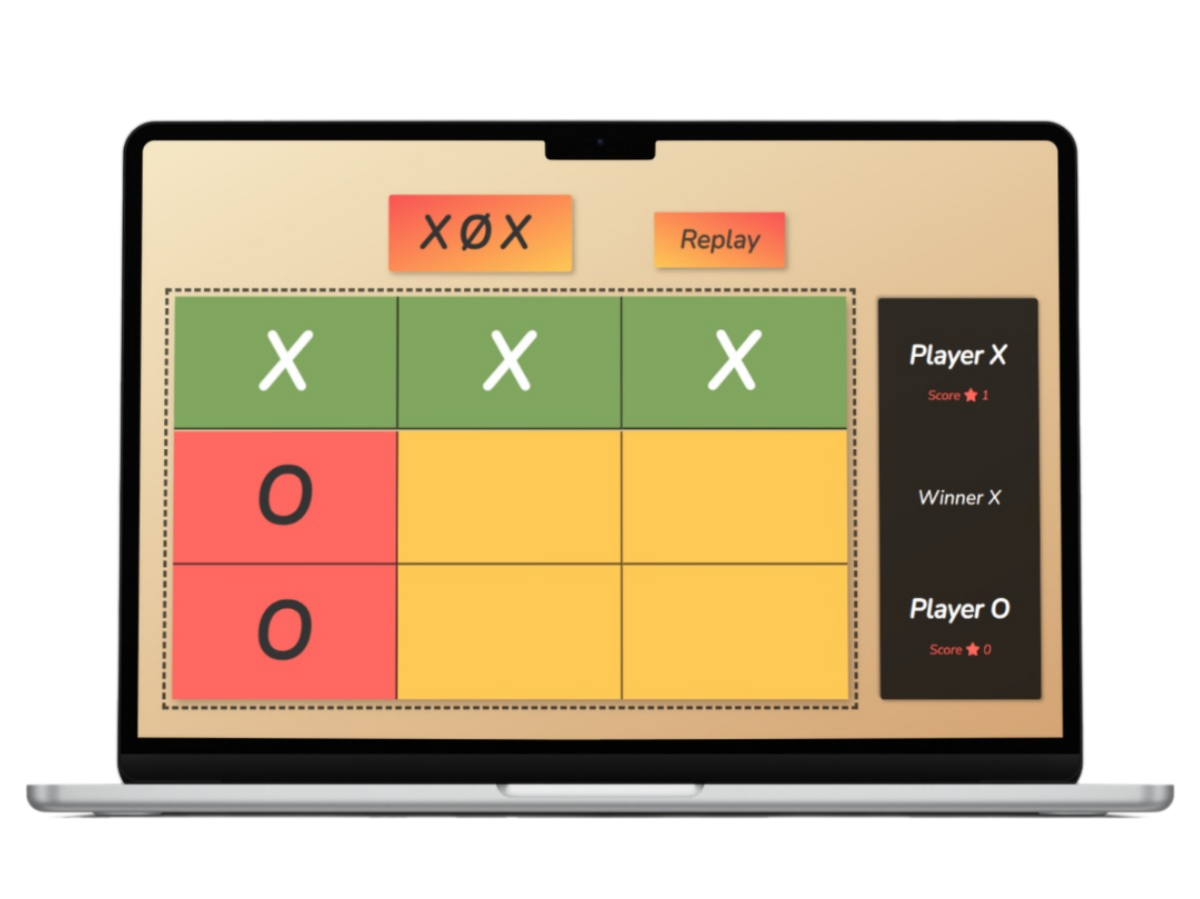 XØX
Replay
X X X
O
O
Player X
Score ★ 1
Winner X
Player O
Score ★ 0